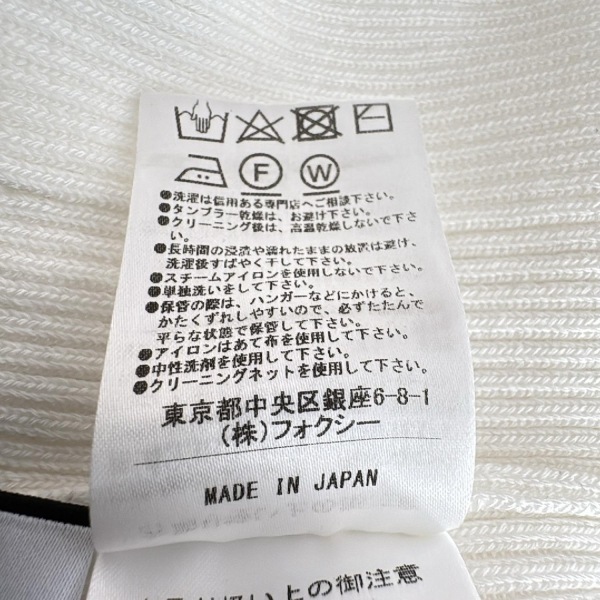 F W
●洗濯は信用ある専門店へご相談下さい。
●タンブラー乾燥は、お避け下さい。
●クリーニング後は、高温乾燥しないで下さ
い。
●長時間の浸漬や濡れたままの放置は避け、
洗濯後すばやく干して下さい。
●スチームアイロンを使用しないで下さい。
●単独洗いをして下さい。
●保管の際は、ハンガーなどにかけると、
かたくずれしやすいので、必ずたたんで
平らな状態で保管して下さい。
●アイロンはあて布を使用して下さい。
●中性洗剤を使用して下さい。
●クリーニングネットを使用して下さい。
東京都中央区銀座6-8-1
(株)フォクシー
MADE IN JAPAN
扱い上の御注意